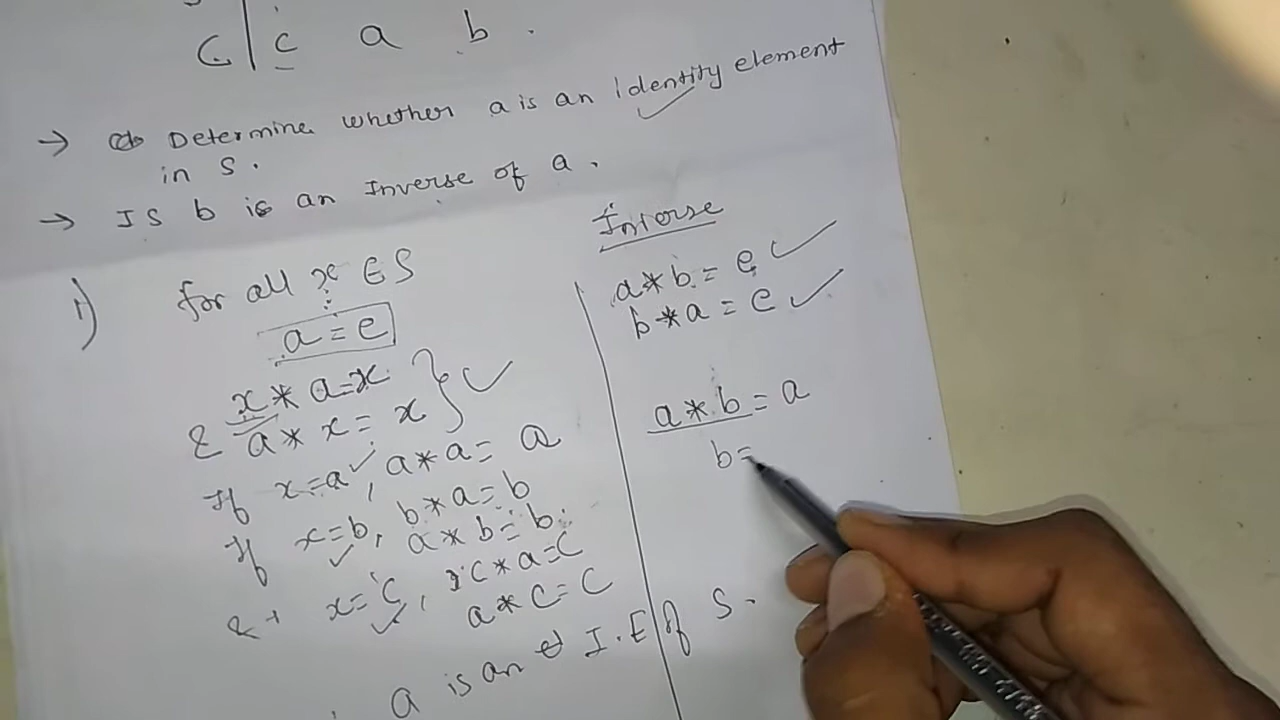 C | c a b .
→ Determine whether a is an Identity element
in S .
→ IS b is an Inverse of a .
1) for all x ∈ S
a = e
x * a = x
& a * x = x
If x = a , a * a = a
If x = b , b * a = b
a * b = b .
x = c , c * a = c
a * c = c
a is an I.E of S .
Inverse
a * b = e
b * a = e
a * b = a
b =